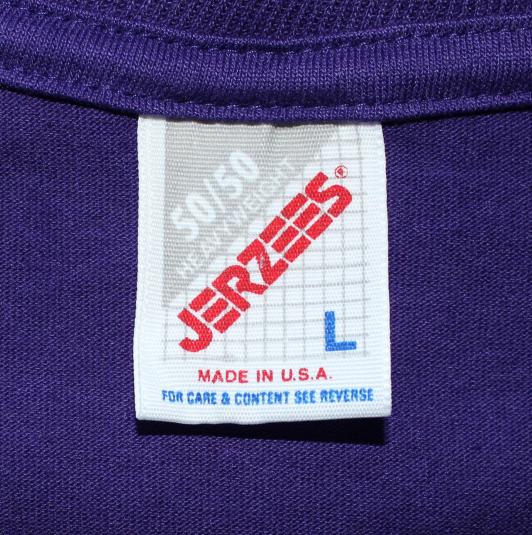 50/50
HEAVYWEIGHT
JERZEES®
L
MADE IN U.S.A.
FOR CARE & CONTENT SEE REVERSE